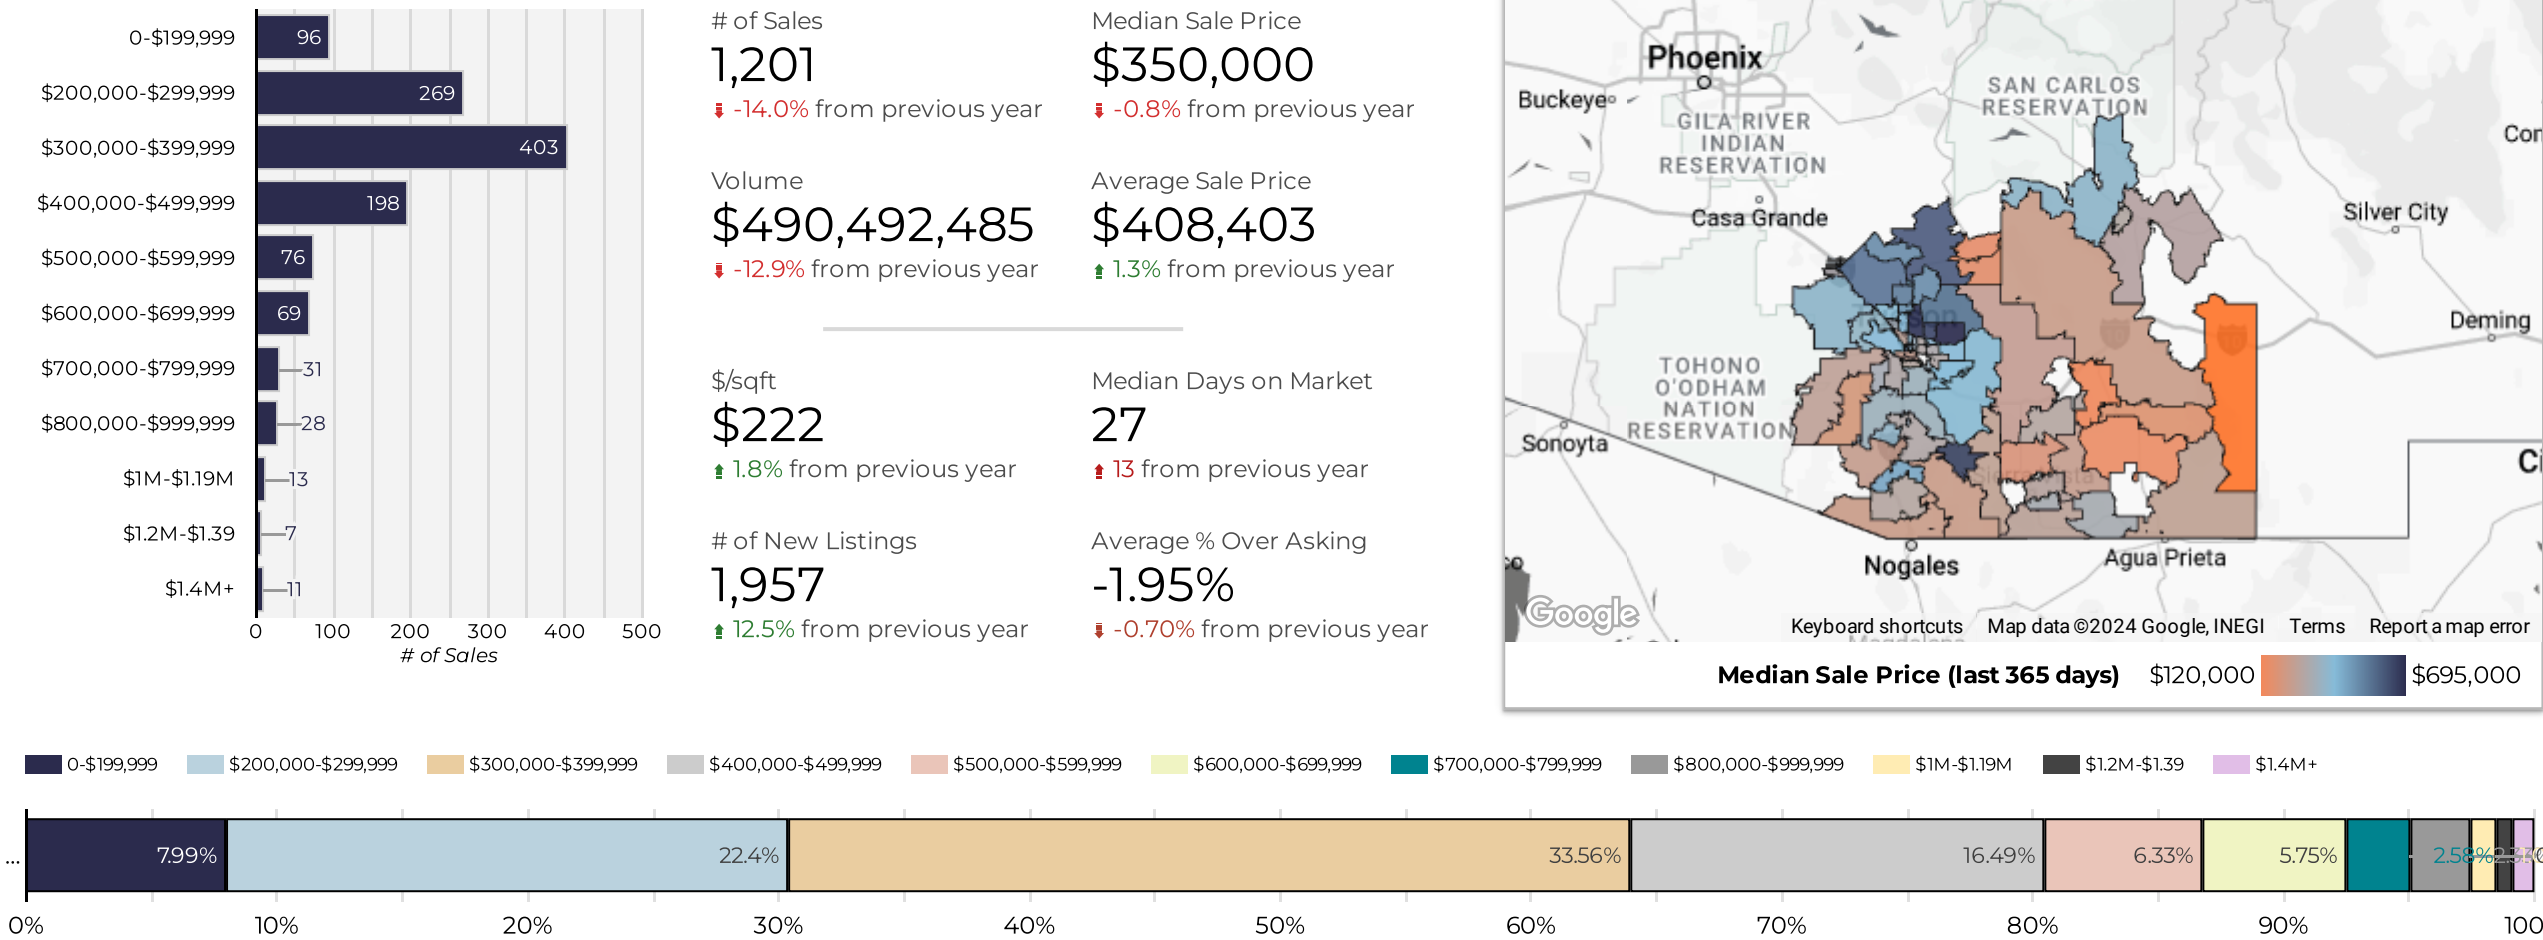 0-$199,999
96
$200,000-$299,999
269
$300,000-$399,999
403
$400,000-$499,999
198
$500,000-$599,999
76
$600,000-$699,999
69
$700,000-$799,999
31
$800,000-$999,999
28
$1M-$1.19M
13
$1.2M-$1.39
7
$1.4M+
11
0 100 200 300 400 500
# of Sales
# of Sales
1,201
-14.0% from previous year
Median Sale Price
$350,000
-0.8% from previous year
Volume
$490,492,485
-12.9% from previous year
Average Sale Price
$408,403
1.3% from previous year
$/sqft
$222
1.8% from previous year
Median Days on Market
27
13 from previous year
# of New Listings
1,957
12.5% from previous year
Average % Over Asking
-1.95%
-0.70% from previous year
Phoenix
Buckeye
SAN CARLOS
RESERVATION
GILA RIVER
INDIAN
RESERVATION
Casa Grande
Silver City
Deming
TOHONO
O'ODHAM
NATION
RESERVATION
Sonoyta
Sierra Vista
Nogales
Agua Prieta
Google
Keyboard shortcuts Map data ©2024 Google, INEGI Terms Report a map error
Median Sale Price (last 365 days) $120,000 $695,000
0-$199,999 $200,000-$299,999 $300,000-$399,999 $400,000-$499,999 $500,000-$599,999 $600,000-$699,999 $700,000-$799,999 $800,000-$999,999 $1M-$1.19M $1.2M-$1.39 $1.4M+
... 7.99% 22.4% 33.56% 16.49% 6.33% 5.75% 2.58%
0% 10% 20% 30% 40% 50% 60% 70% 80% 90% 100